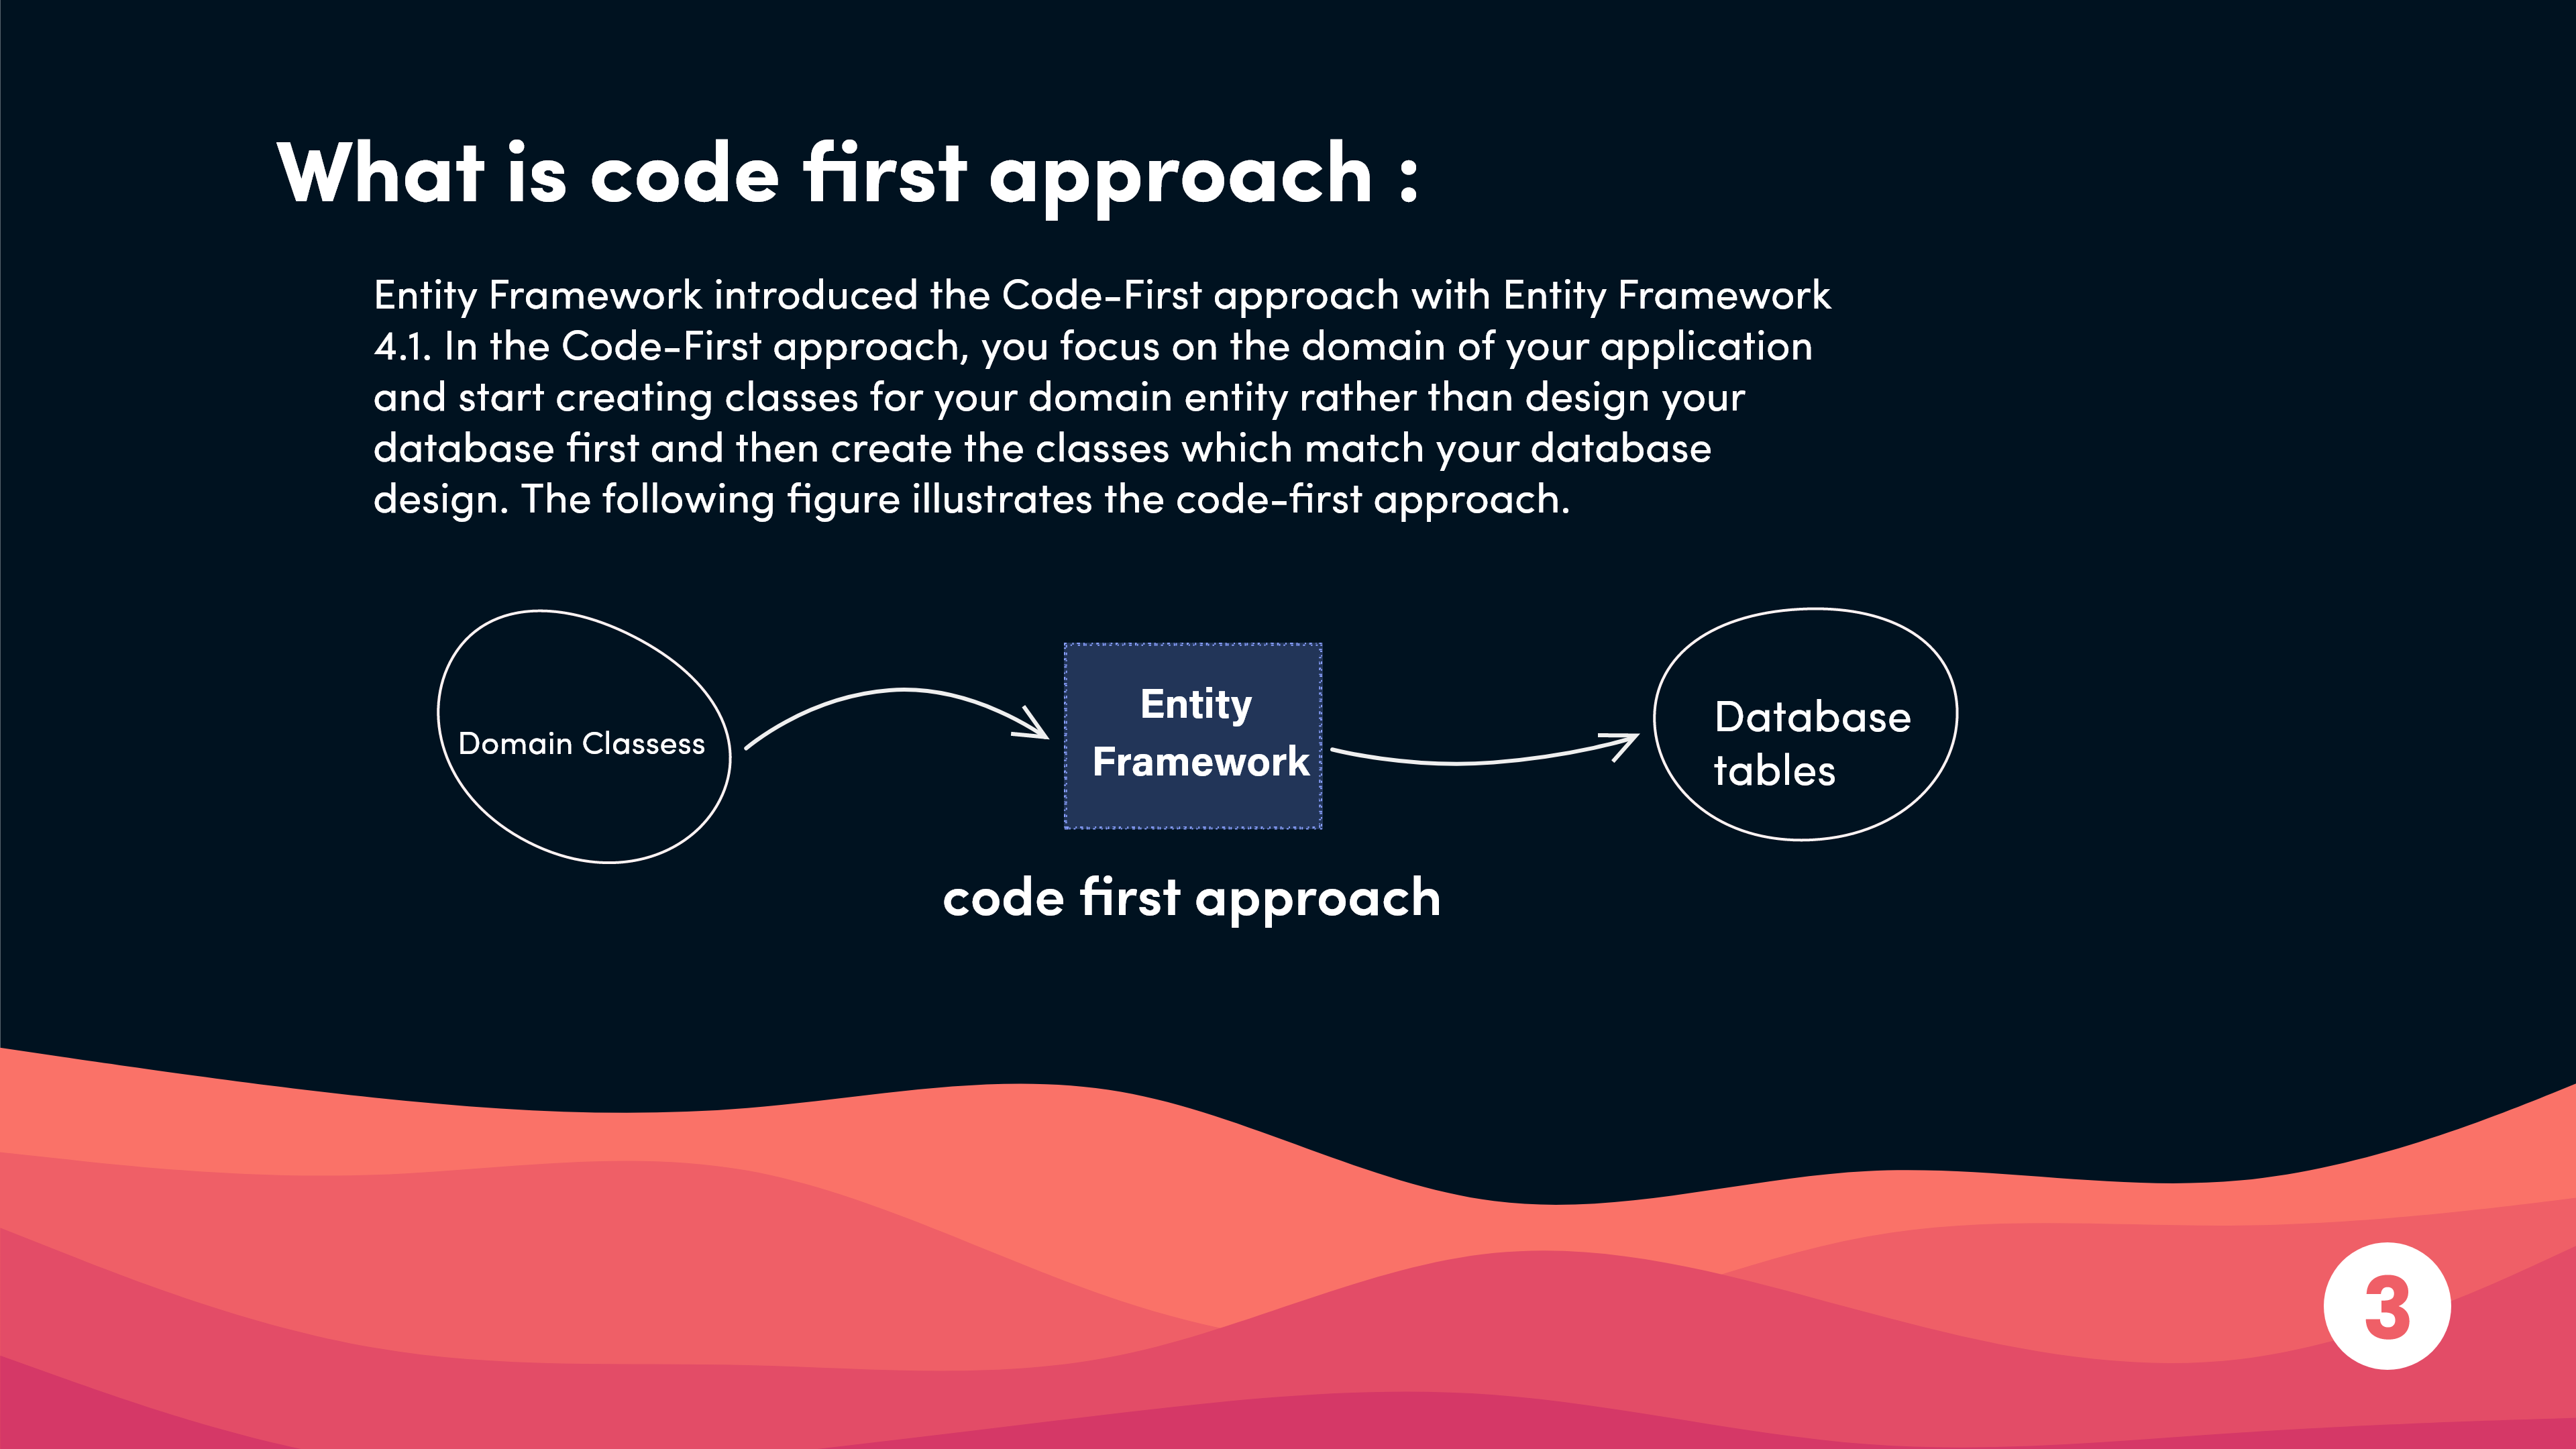 What is code first approach :
Entity Framework introduced the Code-First approach with Entity Framework
4.1. In the Code-First approach, you focus on the domain of your application
and start creating classes for your domain entity rather than design your
database first and then create the classes which match your database
design. The following figure illustrates the code-first approach.
Domain Classess
Entity
Framework
Database
tables
code first approach
3